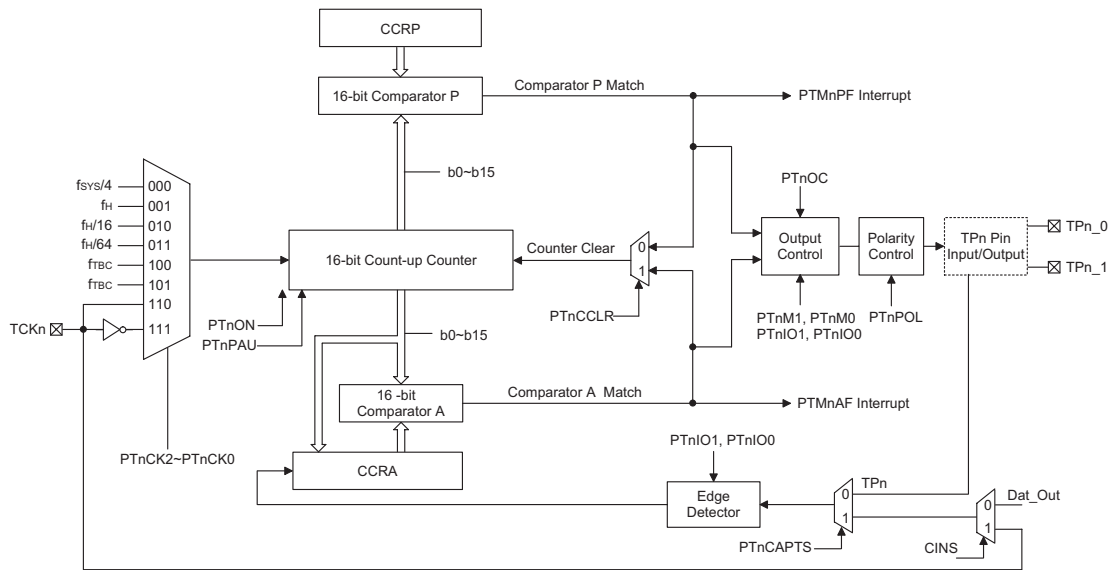 CCRP
16-bit Comparator P
Comparator P Match
PTMnPF Interrupt
b0~b15
fSYS/4
000
fH
001
fH/16
010
fH/64
011
fTBC
100
fTBC
101
110
TCKn
111
PTnCK2~PTnCK0
16-bit Count-up Counter
PTnON
PTnPAU
Counter Clear
0
1
PTnCCLR
PTnOC
Output
Control
PTnM1, PTnM0
PTnIO1, PTnIO0
Polarity
Control
PTnPOL
TPn Pin
Input/Output
TPn_0
TPn_1
b0~b15
16 -bit
Comparator A
Comparator A Match
PTMnAF Interrupt
CCRA
PTnIO1, PTnIO0
Edge
Detector
TPn
0
1
PTnCAPTS
Dat_Out
0
1
CINS